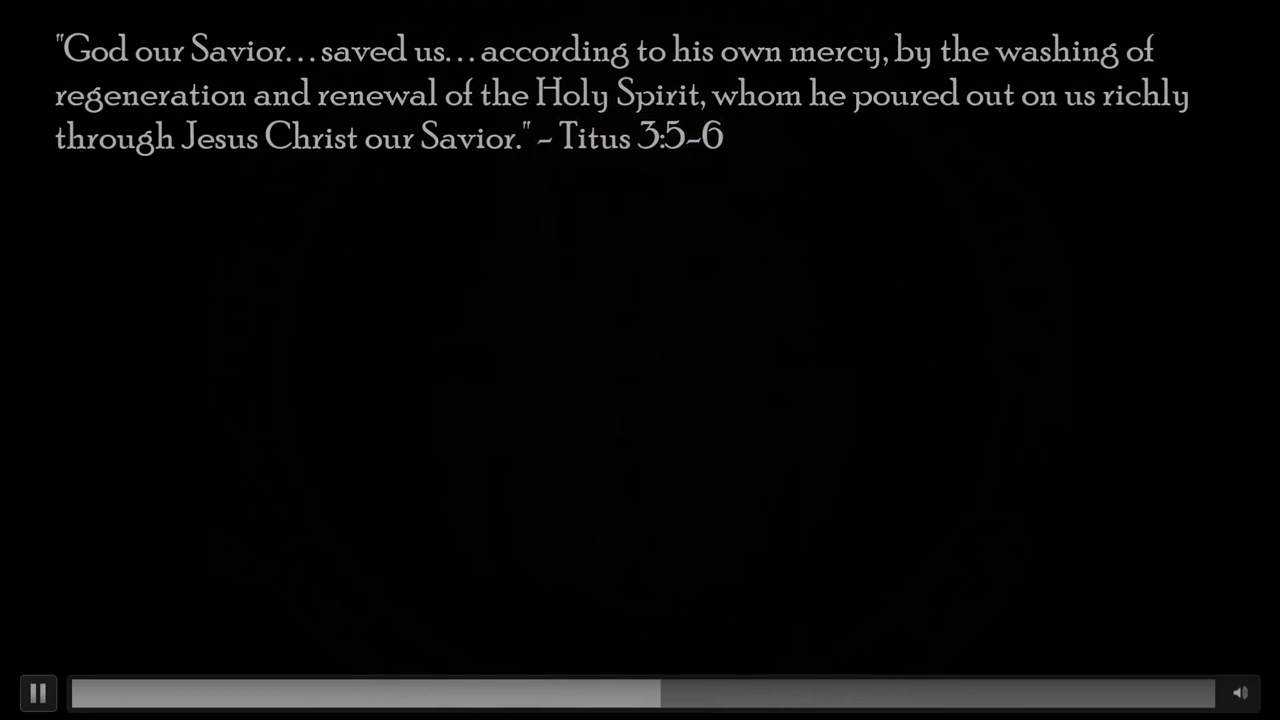 "God our Savior…saved us…according to his own mercy, by the washing of
regeneration and renewal of the Holy Spirit, whom he poured out on us richly
through Jesus Christ our Savior." - Titus 3:5-6